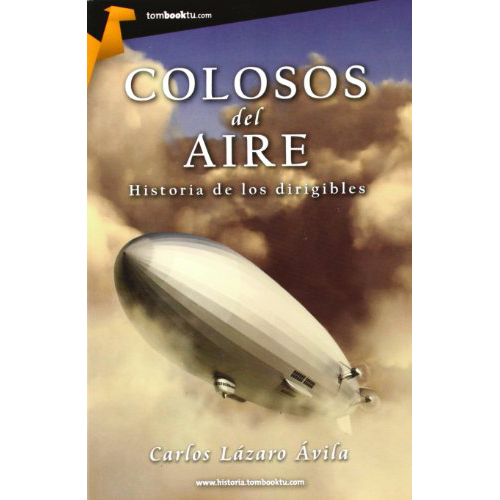 tombooktu.com
COLOSOS
del
AIRE
Historia de los dirigibles
Carlos Lázaro Ávila
www.historia.tombooktu.com